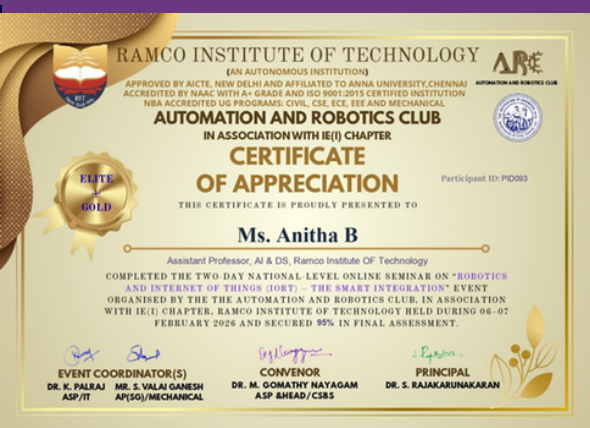 RAMCO INSTITUTE OF TECHNOLOGY
(AN AUTONOMOUS INSTITUTION)
APPROVED BY AICTE, NEW DELHI AND AFFILIATED TO ANNA UNIVERSITY,CHENNAI
ACCREDITED BY NAAC WITH A+ GRADE AND ISO 9001:2015 CERTIFIED INSTITUTION
NBA ACCREDITED UG PROGRAMS: CIVIL, CSE, ECE, EEE AND MECHANICAL
RIT
ARC
AUTOMATION AND ROBOTICS CLUB
AUTOMATION AND ROBOTICS CLUB
IN ASSOCIATION WITH IE(I) CHAPTER
CERTIFICATE
OF APPRECIATION
Participant ID: PID093
ELITE
+
GOLD
THIS CERTIFICATE IS PROUDLY PRESENTED TO
Ms. Anitha B
Assistant Professor, AI & DS, Ramco Institute OF Technology
COMPLETED THE TWO-DAY NATIONAL-LEVEL ONLINE SEMINAR ON “ROBOTICS
AND INTERNET OF THINGS (IORT) – THE SMART INTEGRATION” EVENT
ORGANISED BY THE THE AUTOMATION AND ROBOTICS CLUB, IN ASSOCIATION
WITH IE(I) CHAPTER, RAMCO INSTITUTE OF TECHNOLOGY HELD DURING 06–07
FEBRUARY 2026 AND SECURED 95% IN FINAL ASSESSMENT.
EVENT COORDINATOR(S)
DR. K. PALRAJ MR. S. VALAI GANESH
ASP/IT AP(SG)/MECHANICAL
CONVENOR
DR. M. GOMATHY NAYAGAM
ASP &HEAD/CSBS
PRINCIPAL
DR. S. RAJAKARUNAKARAN